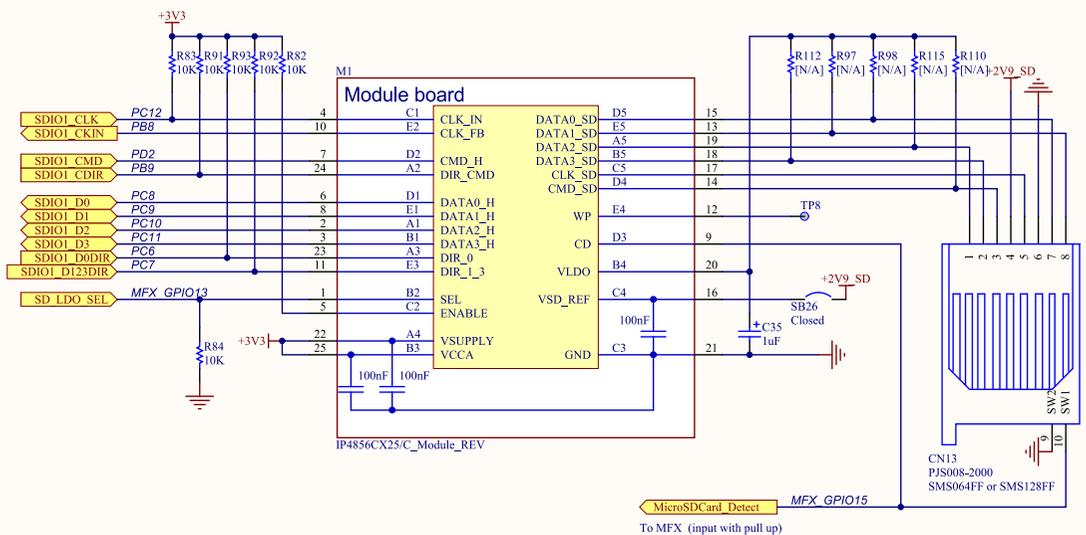 +3V3
R83 R91 R93 R92 R82
10K 10K 10K 10K 10K
R112 R97 R98 R115 R110
[N/A] [N/A] [N/A] [N/A] [N/A]
+2V9_SD
M1
Module board
SDIO1_CLK PC12 4 C1 CLK_IN
SDIO1_CKIN PB8 10 E2 CLK_FB
SDIO1_CMD PD2 7 D2 CMD_H
SDIO1_CDIR PB9 24 A2 DIR_CMD
SDIO1_D0 PC8 6 D1 DATA0_H
SDIO1_D1 PC9 8 E1 DATA1_H
SDIO1_D2 PC10 2 A1 DATA2_H
SDIO1_D3 PC11 3 B1 DATA3_H
SDIO1_D0DIR PC6 23 A3 DIR_0
SDIO1_D123DIR PC7 11 E3 DIR_1_3
SD_LDO_SEL MFX_GPIO13 1 B2 SEL
5 C2 ENABLE
+3V3 22 A4 VSUPPLY
25 B3 VCCA
R84
10K
100nF 100nF
DATA0_SD D5 15
DATA1_SD E5 13
DATA2_SD A5 19
DATA3_SD B5 18
CLK_SD C5 17
CMD_SD D4 14
WP E4 12 TP8
CD D3 9
VLDO B4 20
VSD_REF C4 16 +2V9_SD
SB26
Closed
100nF
C35
1uF
GND C3 21
IP4856CX25/C_Module_REV
1 2 3 4 5 6 7 8
SW2 SW1
9 10
CN13
PJS008-2000
SMS064FF or SMS128FF
MicroSDCard_Detect MFX_GPIO15
To MFX (input with pull up)